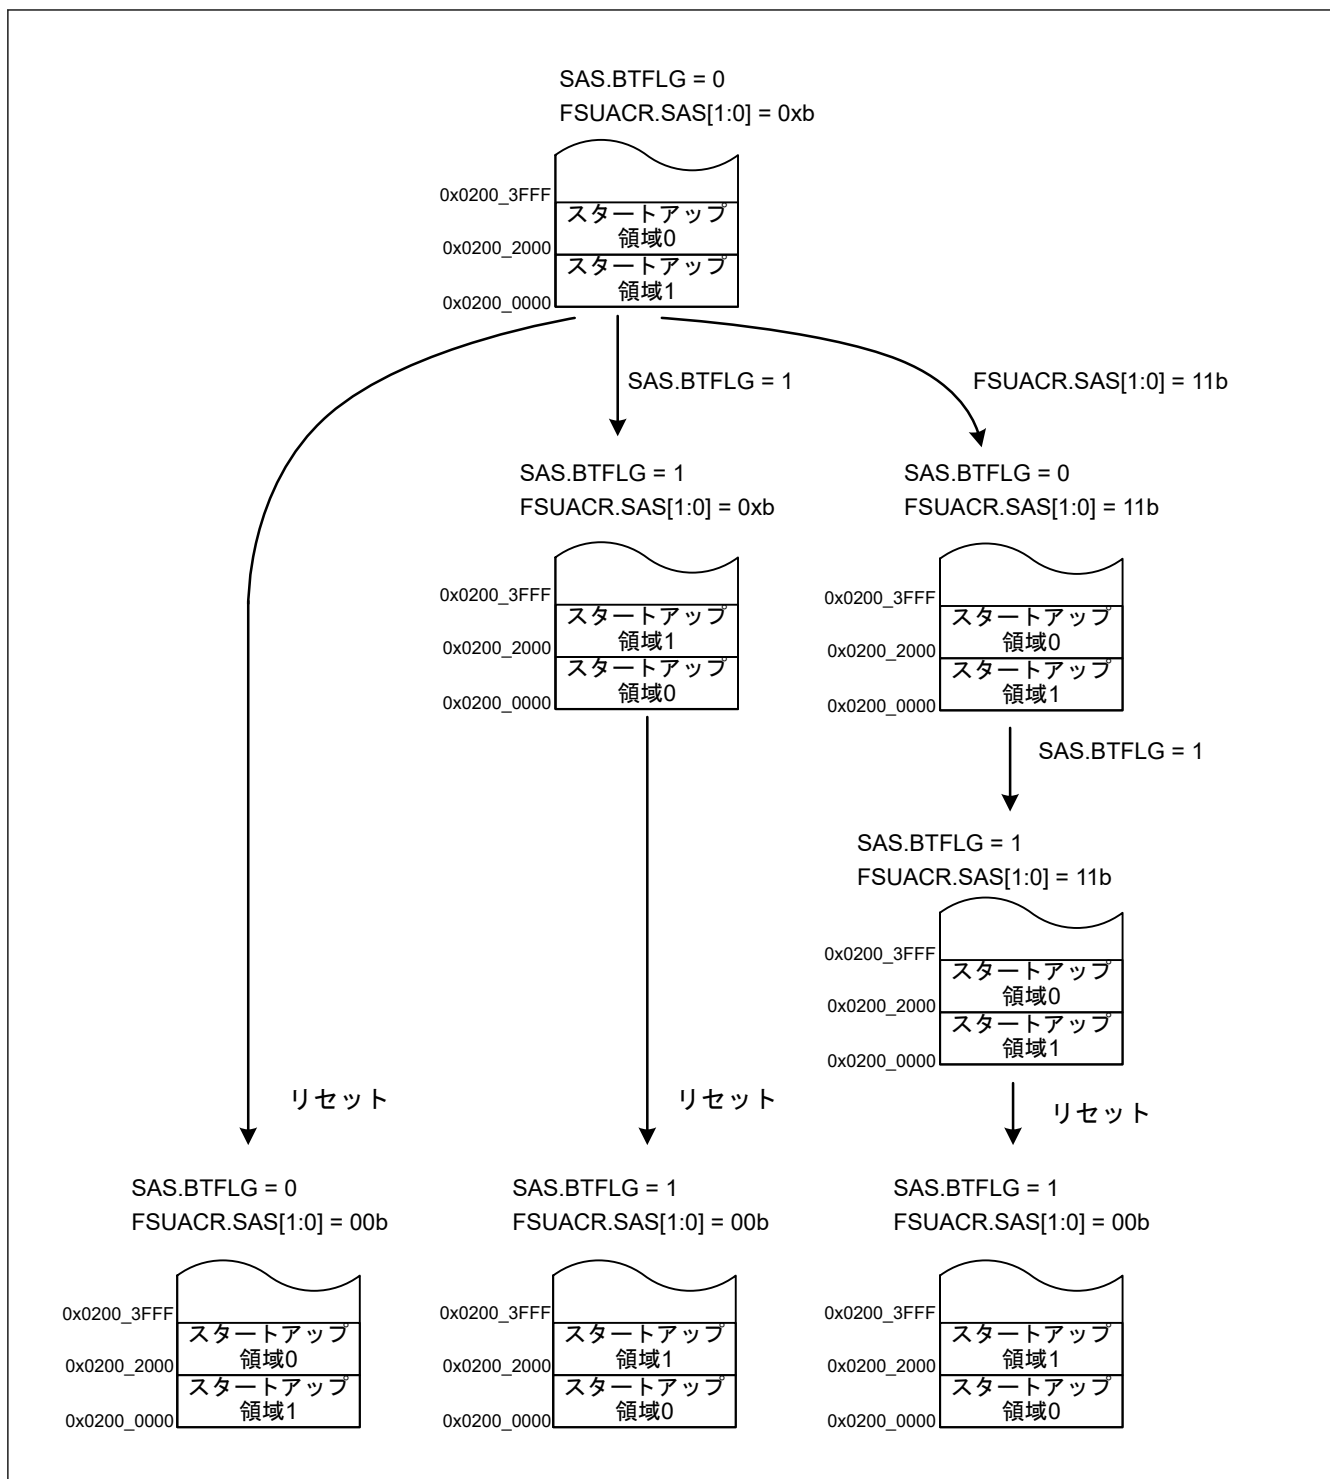 SAS.BTFLG = 0
FSUACR.SAS[1:0] = 0xb
0x0200_3FFF
スタートアップ
領域0
0x0200_2000
スタートアップ
領域1
0x0200_0000
SAS.BTFLG = 1
FSUACR.SAS[1:0] = 11b
SAS.BTFLG = 1
FSUACR.SAS[1:0] = 0xb
0x0200_3FFF
スタートアップ
領域1
0x0200_2000
スタートアップ
領域0
0x0200_0000
SAS.BTFLG = 0
FSUACR.SAS[1:0] = 11b
0x0200_3FFF
スタートアップ
領域0
0x0200_2000
スタートアップ
領域1
0x0200_0000
SAS.BTFLG = 1
SAS.BTFLG = 1
FSUACR.SAS[1:0] = 11b
0x0200_3FFF
スタートアップ
領域0
0x0200_2000
スタートアップ
領域1
0x0200_0000
リセット
リセット
リセット
SAS.BTFLG = 0
FSUACR.SAS[1:0] = 00b
0x0200_3FFF
スタートアップ
領域0
0x0200_2000
スタートアップ
領域1
0x0200_0000
SAS.BTFLG = 1
FSUACR.SAS[1:0] = 00b
0x0200_3FFF
スタートアップ
領域1
0x0200_2000
スタートアップ
領域0
0x0200_0000
SAS.BTFLG = 1
FSUACR.SAS[1:0] = 00b
0x0200_3FFF
スタートアップ
領域1
0x0200_2000
スタートアップ
領域0
0x0200_0000